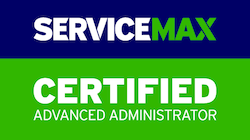 SERVICEMAX
CERTIFIED
ADVANCED ADMINISTRATOR